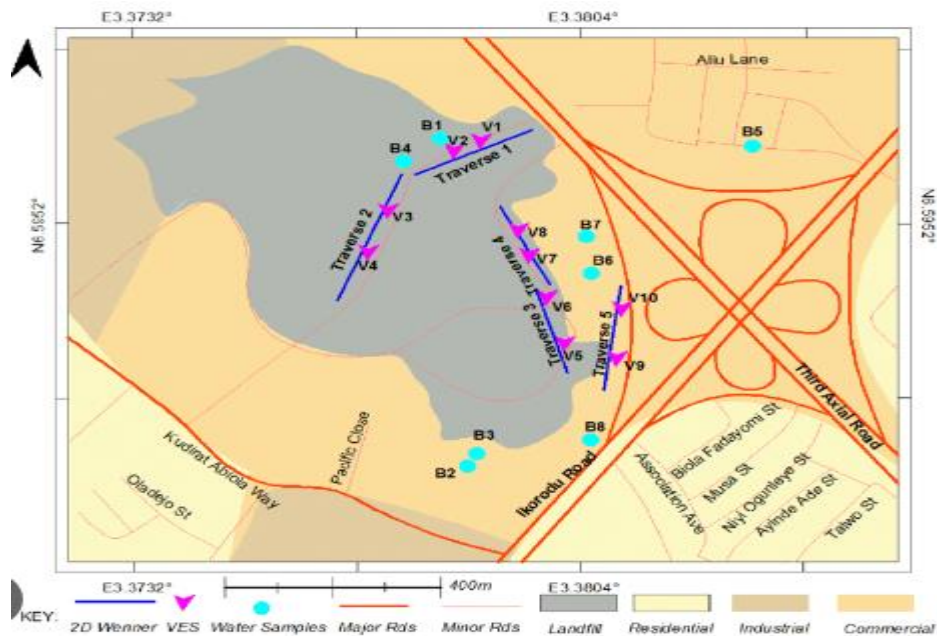 E3.3732° E3.3804°
Allu Lane
B1 V1
V2 B5
B4
Traverse 1
N6.5952° N6.5952°
Traverse 2
V3
V8 B7
V4
V7
Traverse 4
B6
V6
V10
Traverse 3
Traverse 5
V5
V9
Third Axial Road
Pacific Close
Kudirat Abiola Way
B3
B8
B2
Oladejo St
Ikorodu Road
Association Ave
Biola Fadayomi St
Musa St
Niyi Ogunleye St
Ayinde Ade St
Taiwo St
E3.3732° E3.3804°
400m
KEY:
2D Wenner VES Water Samples Major Rds Minor Rds Landfill Residential Industrial Commercial